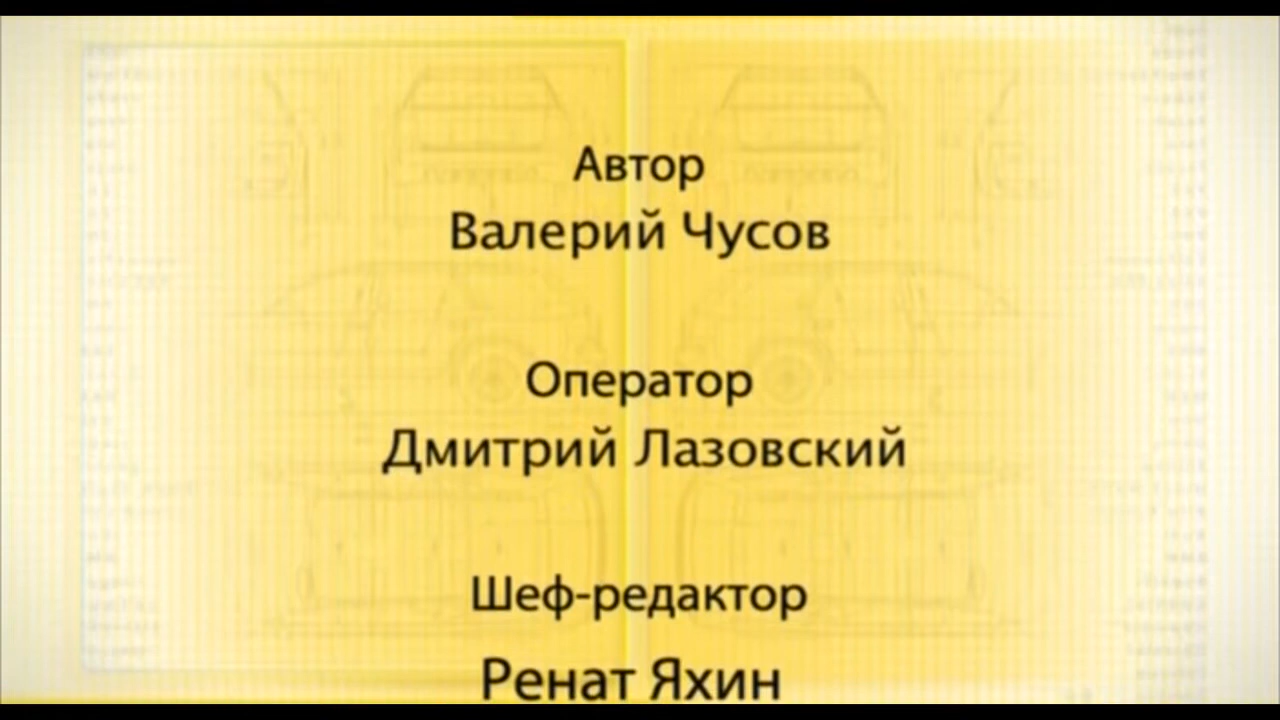 Автор
Валерий Чусов
Оператор
Дмитрий Лазовский
Шеф-редактор
Ренат Яхин